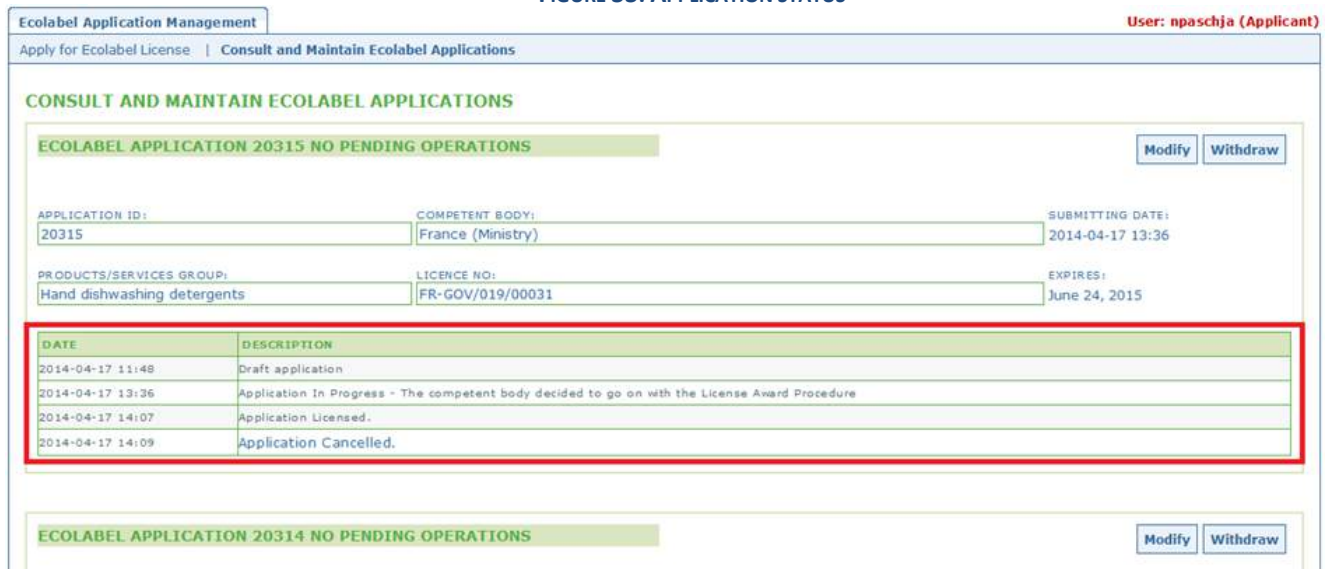 FIGURE 38: APPLICATION STATUS
Ecolabel Application Management
User: npaschja (Applicant)
Apply for Ecolabel License | Consult and Maintain Ecolabel Applications
CONSULT AND MAINTAIN ECOLABEL APPLICATIONS
ECOLABEL APPLICATION 20315 NO PENDING OPERATIONS
Modify Withdraw
APPLICATION ID: COMPETENT BODY: SUBMITTING DATE:
20315 France (Ministry) 2014-04-17 13:36
PRODUCTS/SERVICES GROUP: LICENCE NO: EXPIRES:
Hand dishwashing detergents FR-GOV/019/00031 June 24, 2015
DATE DESCRIPTION
2014-04-17 11:48 Draft application
2014-04-17 13:36 Application In Progress - The competent body decided to go on with the License Award Procedure
2014-04-17 14:07 Application Licensed.
2014-04-17 14:09 Application Cancelled.
ECOLABEL APPLICATION 20314 NO PENDING OPERATIONS
Modify Withdraw